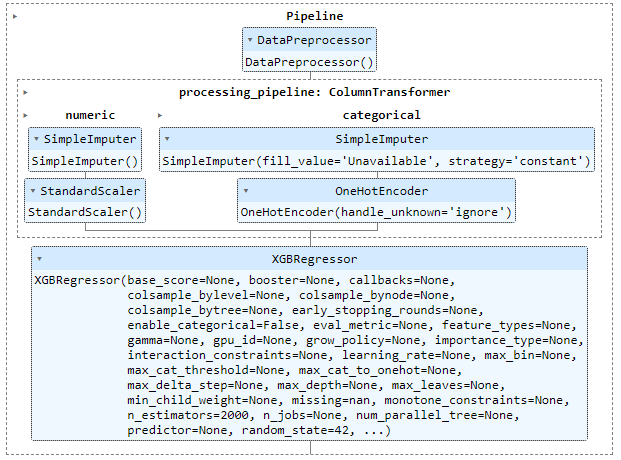 Pipeline
DataPreprocessor
DataPreprocessor()
processing_pipeline: ColumnTransformer
numeric
categorical
SimpleImputer
SimpleImputer
SimpleImputer()
SimpleImputer(fill_value='Unavailable', strategy='constant')
StandardScaler
OneHotEncoder
StandardScaler()
OneHotEncoder(handle_unknown='ignore')
XGBRegressor
XGBRegressor(base_score=None, booster=None, callbacks=None,
colsample_bylevel=None, colsample_bynode=None,
colsample_bytree=None, early_stopping_rounds=None,
enable_categorical=False, eval_metric=None, feature_types=None,
gamma=None, gpu_id=None, grow_policy=None, importance_type=None,
interaction_constraints=None, learning_rate=None, max_bin=None,
max_cat_threshold=None, max_cat_to_onehot=None,
max_delta_step=None, max_depth=None, max_leaves=None,
min_child_weight=None, missing=nan, monotone_constraints=None,
n_estimators=2000, n_jobs=None, num_parallel_tree=None,
predictor=None, random_state=42, ...)